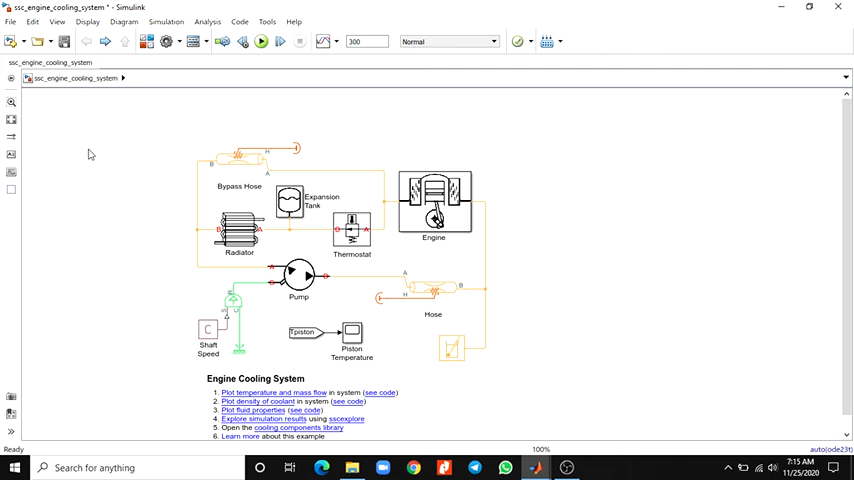 ssc_engine_cooling_system * - Simulink
File Edit View Display Diagram Simulation Analysis Code Tools Help
300
Normal
ssc_engine_cooling_system
ssc_engine_cooling_system
B
H
A
Bypass Hose
Expansion
Tank
B
A
Radiator
A
Thermostat
Engine
Pump
A
H
B
Hose
R
S
C
C
Shaft
Speed
Tpiston
Piston
Temperature
Engine Cooling System
1. Plot temperature and mass flow in system (see code)
2. Plot density of coolant in system (see code)
3. Plot fluid properties (see code)
4. Explore simulation results using sscexplore
5. Open the cooling components library
6. Learn more about this example
Ready
100%
auto(ode23t)
Search for anything
7:15 AM
11/25/2020